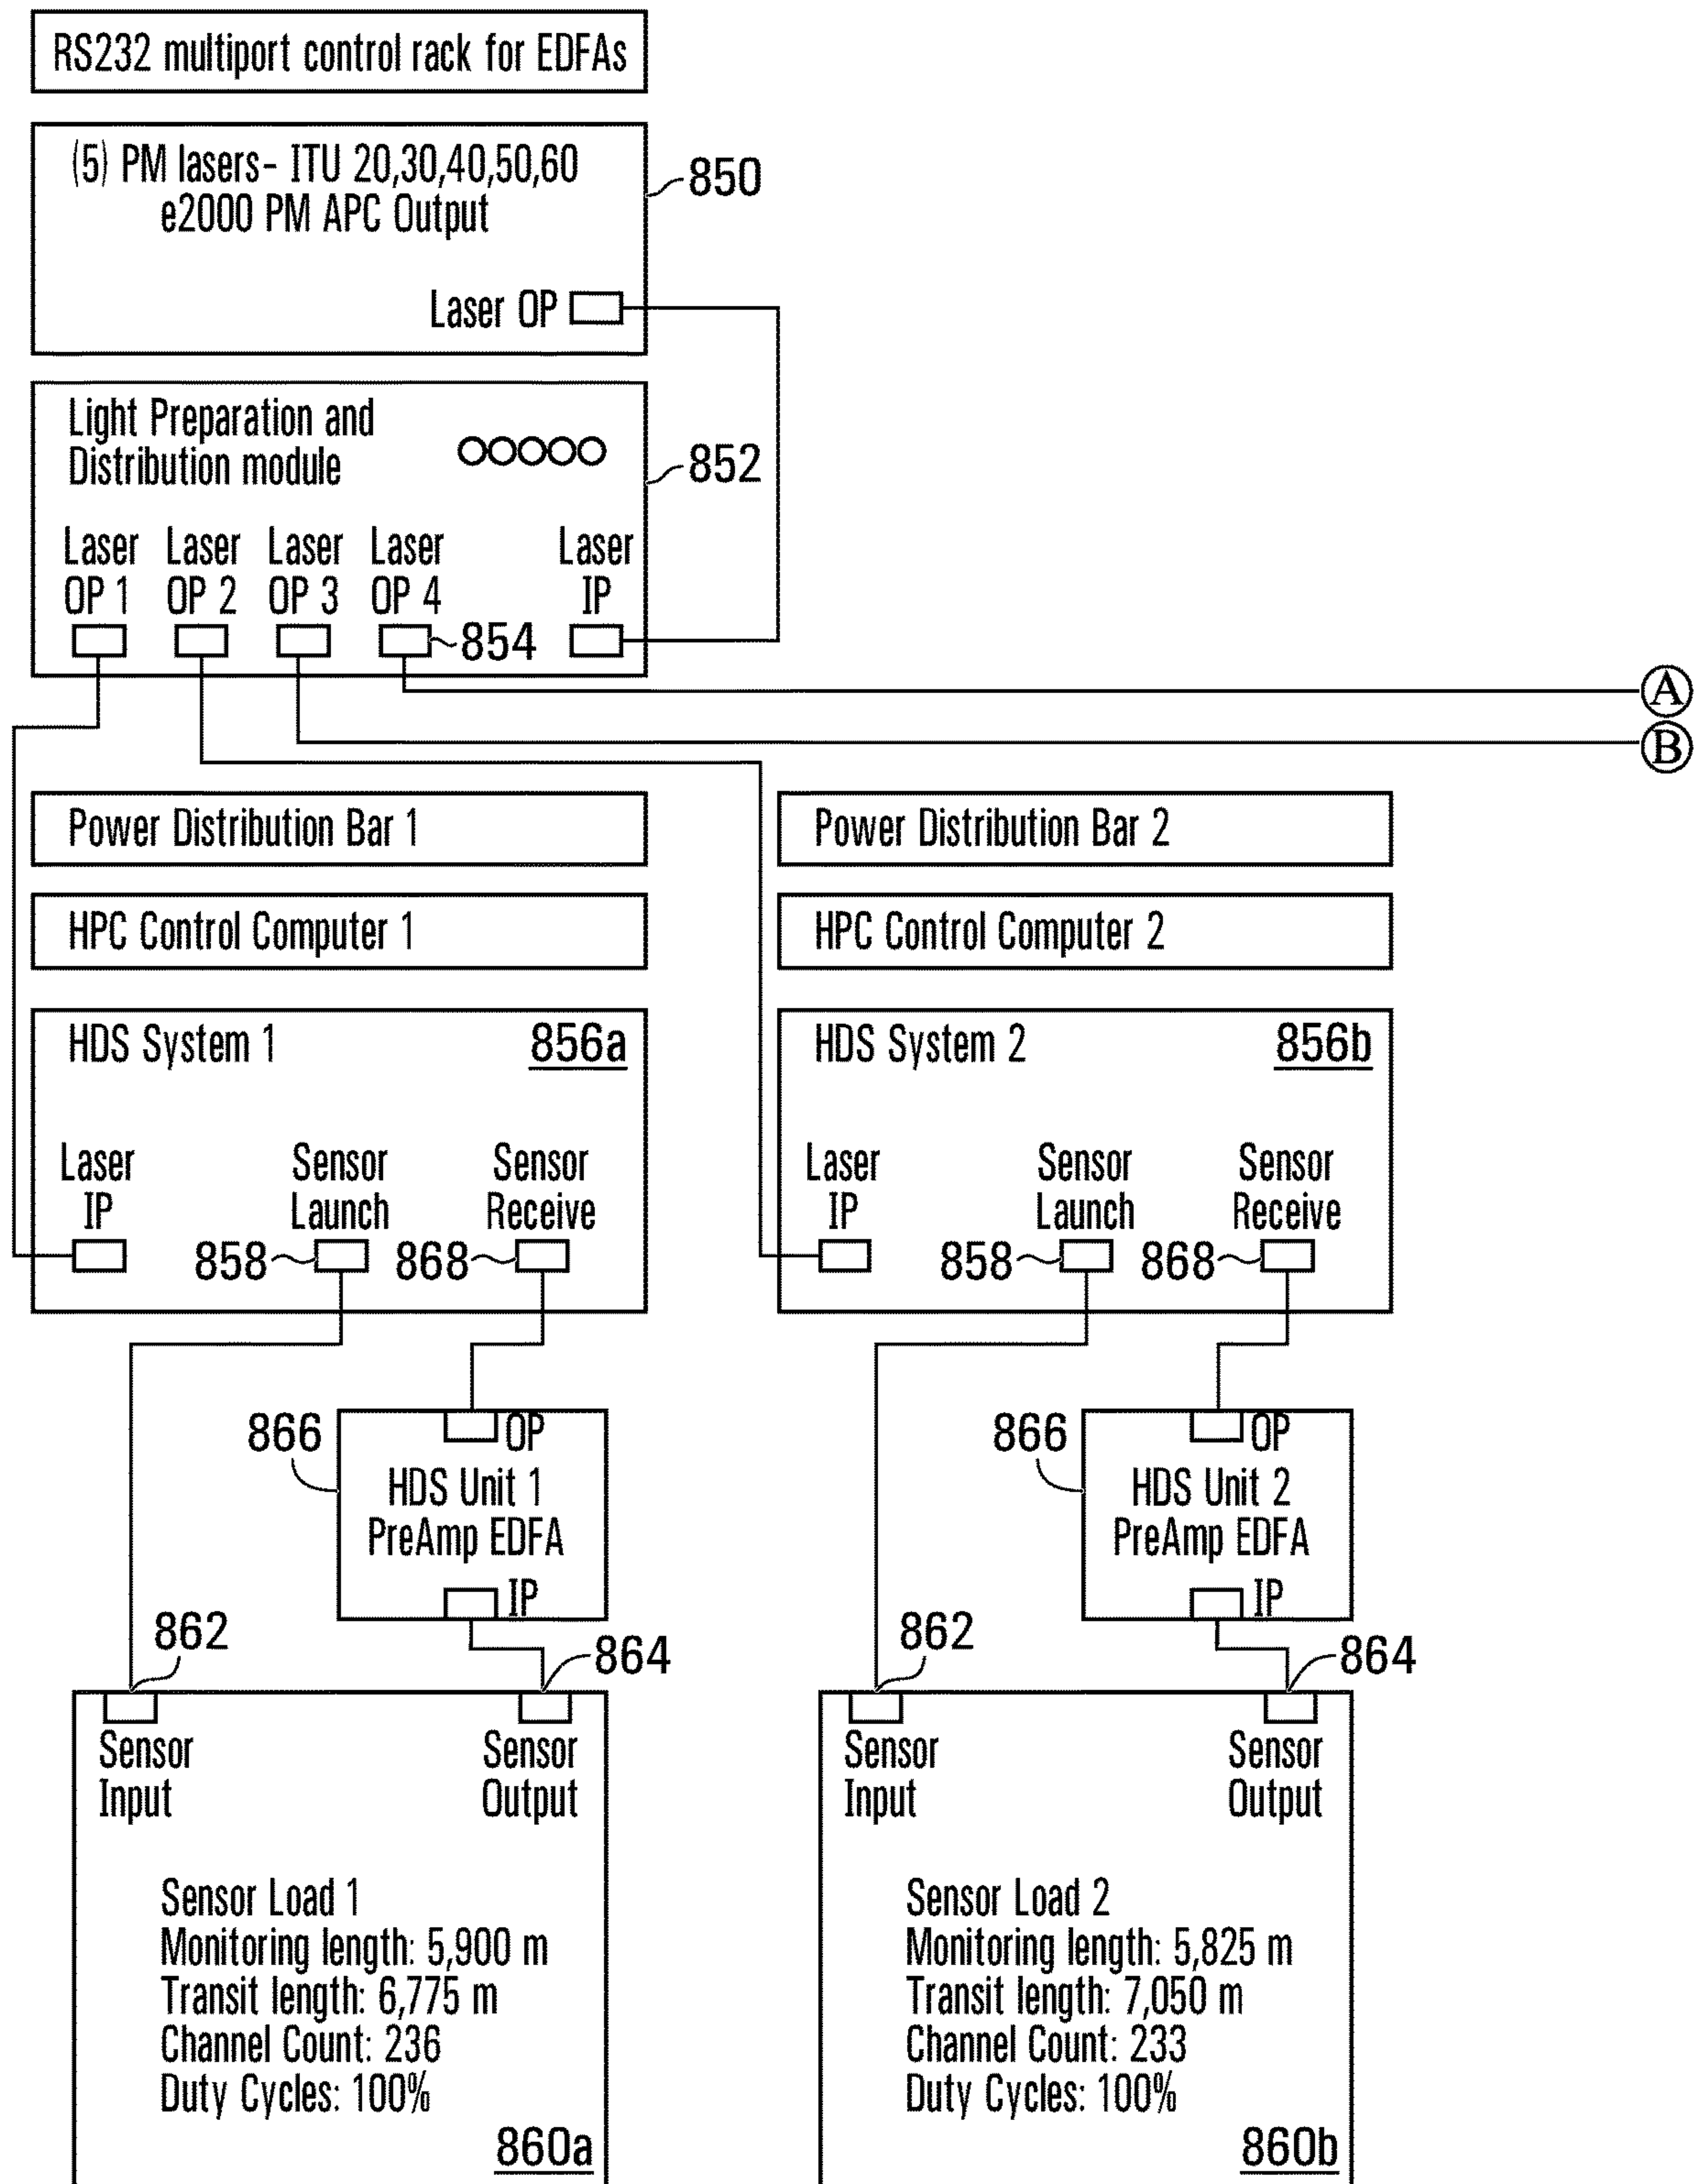 RS232 multiport control rack for EDFAs
(5) PM lasers- ITU 20,30,40,50,60
e2000 PM APC Output
850
Laser OP
Light Preparation and
Distribution module
852
Laser Laser Laser Laser Laser
OP 1 OP 2 OP 3 OP 4 IP
854
A
B
Power Distribution Bar 1
Power Distribution Bar 2
HPC Control Computer 1
HPC Control Computer 2
HDS System 1 856a
HDS System 2 856b
Laser Sensor Sensor
IP Launch Receive
858 868
Laser Sensor Sensor
IP Launch Receive
858 868
866
OP
HDS Unit 1
PreAmp EDFA
IP
866
OP
HDS Unit 2
PreAmp EDFA
IP
862
864
862
864
Sensor Sensor
Input Output
Sensor Load 1
Monitoring length: 5,900 m
Transit length: 6,775 m
Channel Count: 236
Duty Cycles: 100%
860a
Sensor Sensor
Input Output
Sensor Load 2
Monitoring length: 5,825 m
Transit length: 7,050 m
Channel Count: 233
Duty Cycles: 100%
860b